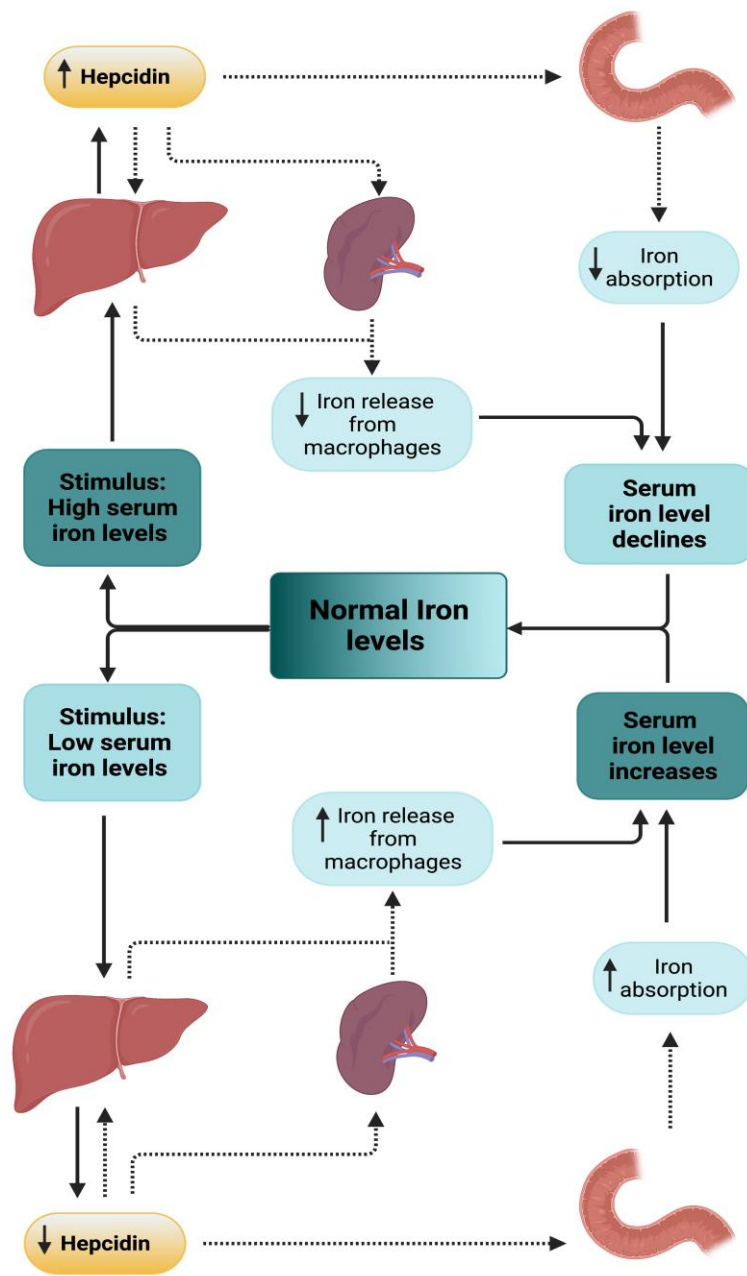 ↑ Hepcidin
↓ Iron
absorption
↓ Iron release
from
macrophages
Stimulus:
High serum
iron levels
Serum
iron level
declines
Normal Iron
levels
Stimulus:
Low serum
iron levels
Serum
iron level
increases
↑ Iron release
from
macrophages
↑ Iron
absorption
↓ Hepcidin